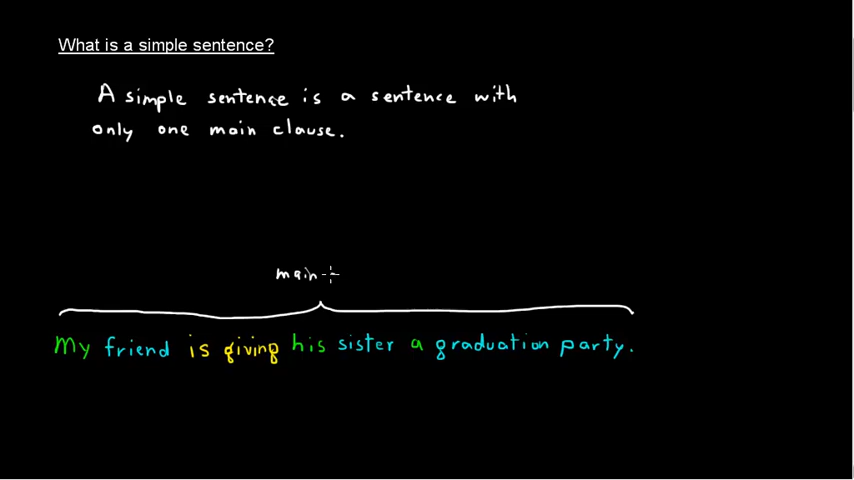 What is a simple sentence?
A simple sentence is a sentence with
only one main clause.
main
My friend is giving his sister a graduation party.